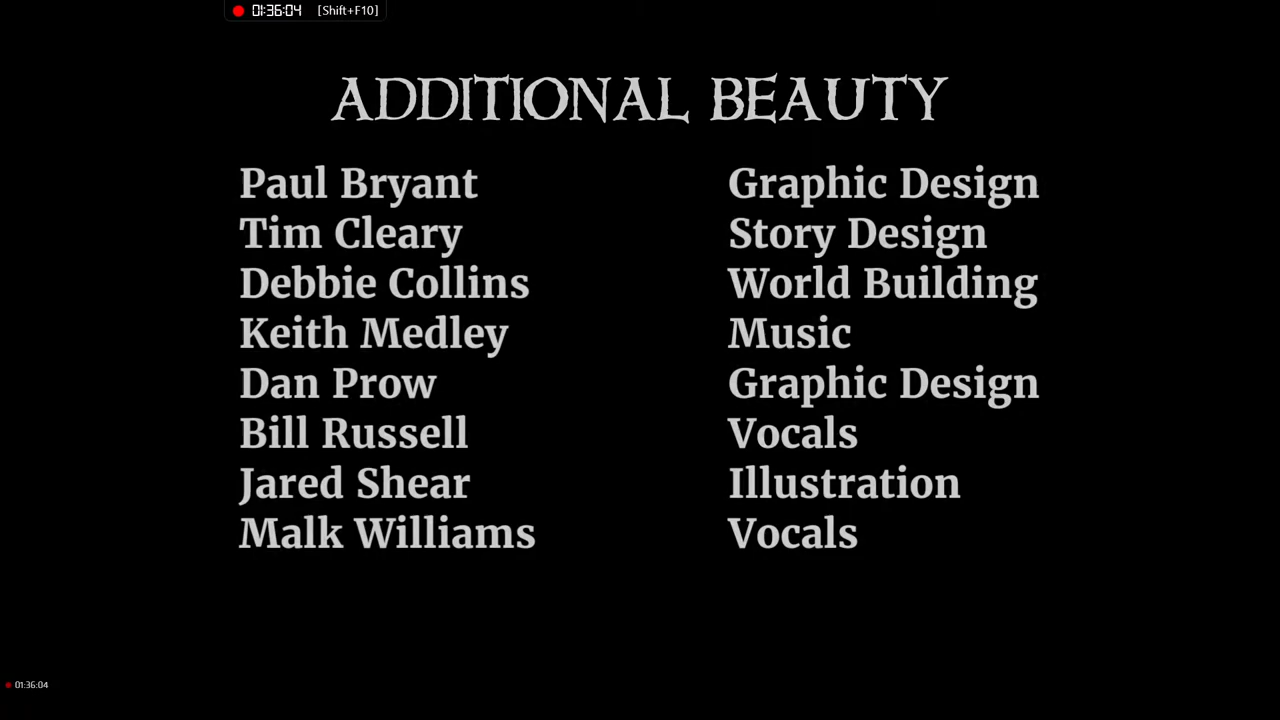 01:36:04 [Shift+F10]
ADDITIONAL BEAUTY
Paul Bryant Graphic Design
Tim Cleary Story Design
Debbie Collins World Building
Keith Medley Music
Dan Prow Graphic Design
Bill Russell Vocals
Jared Shear Illustration
Malk Williams Vocals
01:36:04